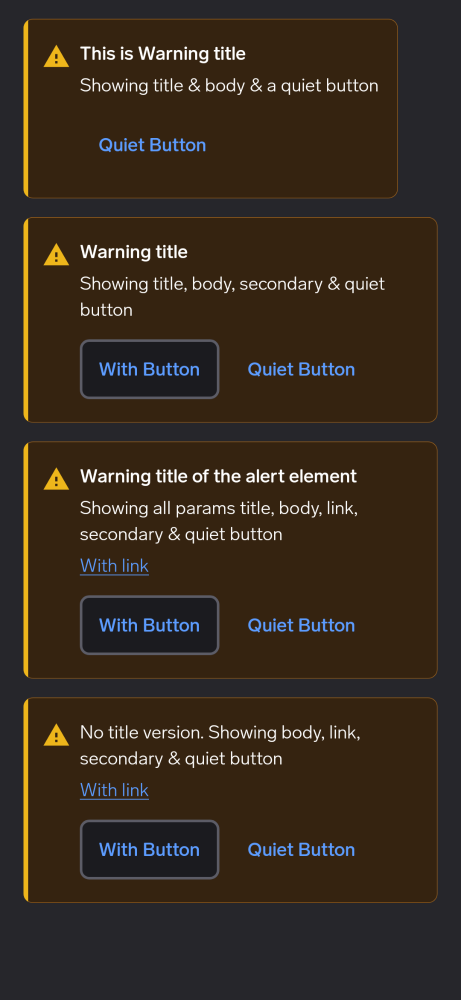 This is Warning title
Showing title & body & a quiet button
Quiet Button
Warning title
Showing title, body, secondary & quiet
button
With Button
Quiet Button
Warning title of the alert element
Showing all params title, body, link,
secondary & quiet button
With link
With Button
Quiet Button
No title version. Showing body, link,
secondary & quiet button
With link
With Button
Quiet Button